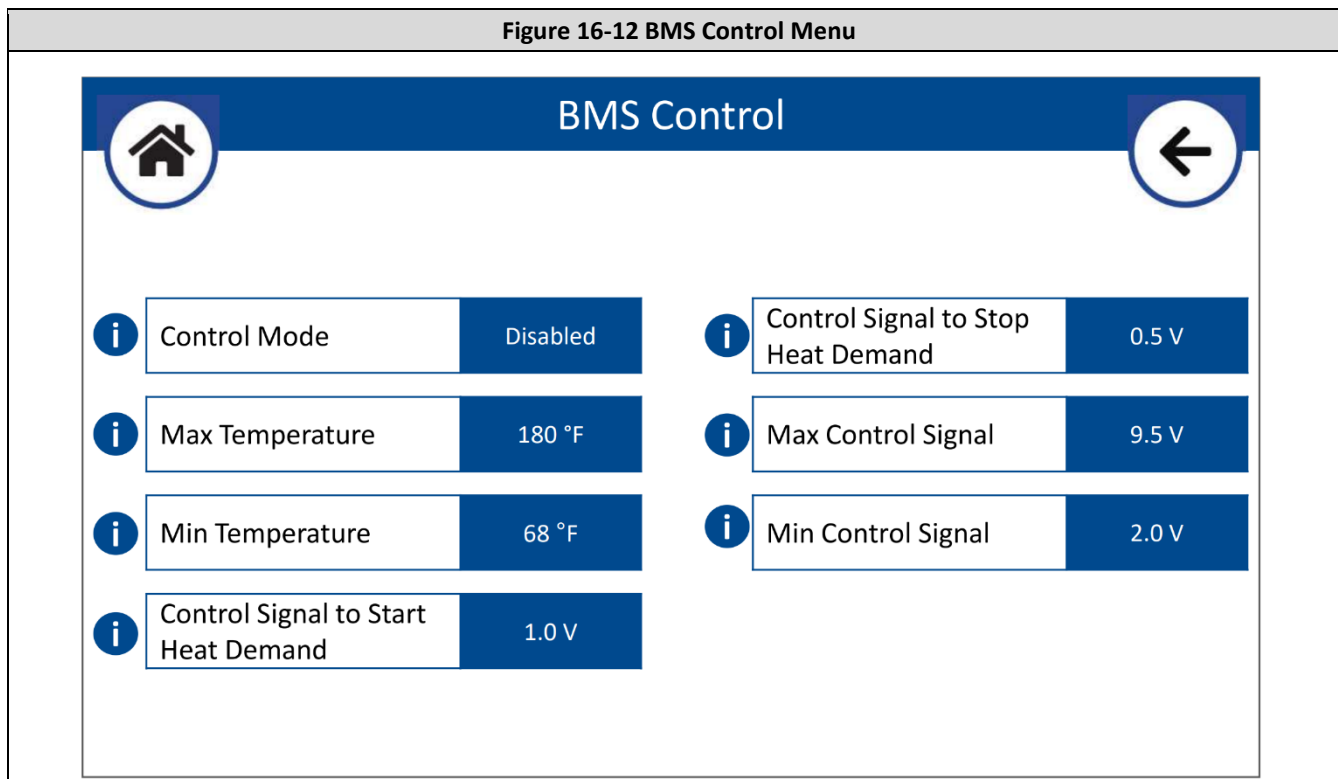 Figure 16-12 BMS Control Menu
BMS Control
i
Control Mode
Disabled
i
Max Temperature
180 °F
i
Min Temperature
68 °F
i
Control Signal to Start
Heat Demand
1.0 V
i
Control Signal to Stop
Heat Demand
0.5 V
i
Max Control Signal
9.5 V
i
Min Control Signal
2.0 V